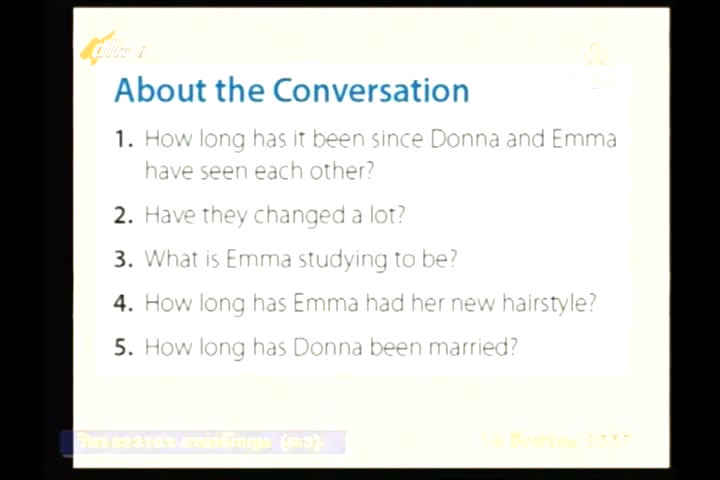 About the Conversation
1. How long has it been since Donna and Emma
have seen each other?
2. Have they changed a lot?
3. What is Emma studying to be?
4. How long has Emma had her new hairstyle?
5. How long has Donna been married?